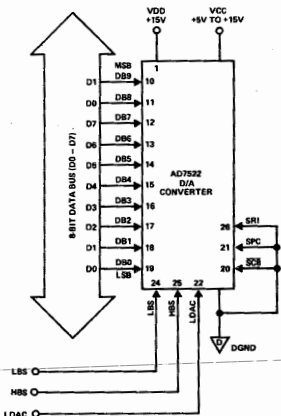 VDD
+15V
VCC
+5V TO +15V
8-BIT DATA BUS (D0 – D7)
MSB
D1 DB9 10
D0 DB8 11
D7 DB7 12
D6 DB6 13
D5 DB5 14
D4 DB4 15
D3 DB3 16
D2 DB2 17
D1 DB1 18
D0 DB0 19
LSB
1
AD7522
D/A
CONVERTER
26 SRI
21 SPC
20 SC8
24 25 22
LBS
HBS
LDAC
D DGND
LBS
HBS
LDAC